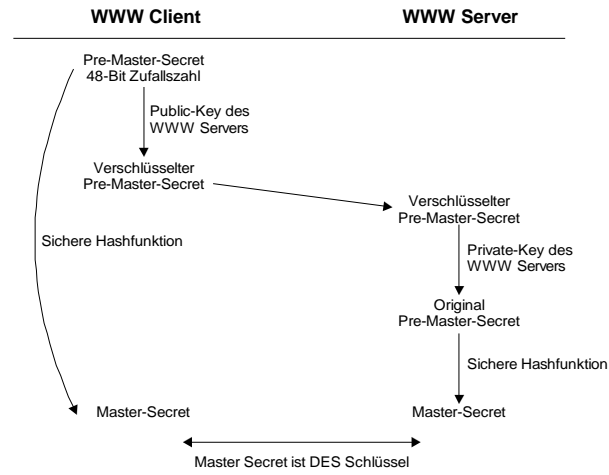 WWW Client
WWW Server
Pre-Master-Secret
48-Bit Zufallszahl
Public-Key des
WWW Servers
Verschlüsselter
Pre-Master-Secret
Verschlüsselter
Pre-Master-Secret
Sichere Hashfunktion
Private-Key des
WWW Servers
Original
Pre-Master-Secret
Sichere Hashfunktion
Master-Secret
Master-Secret
Master Secret ist DES Schlüssel